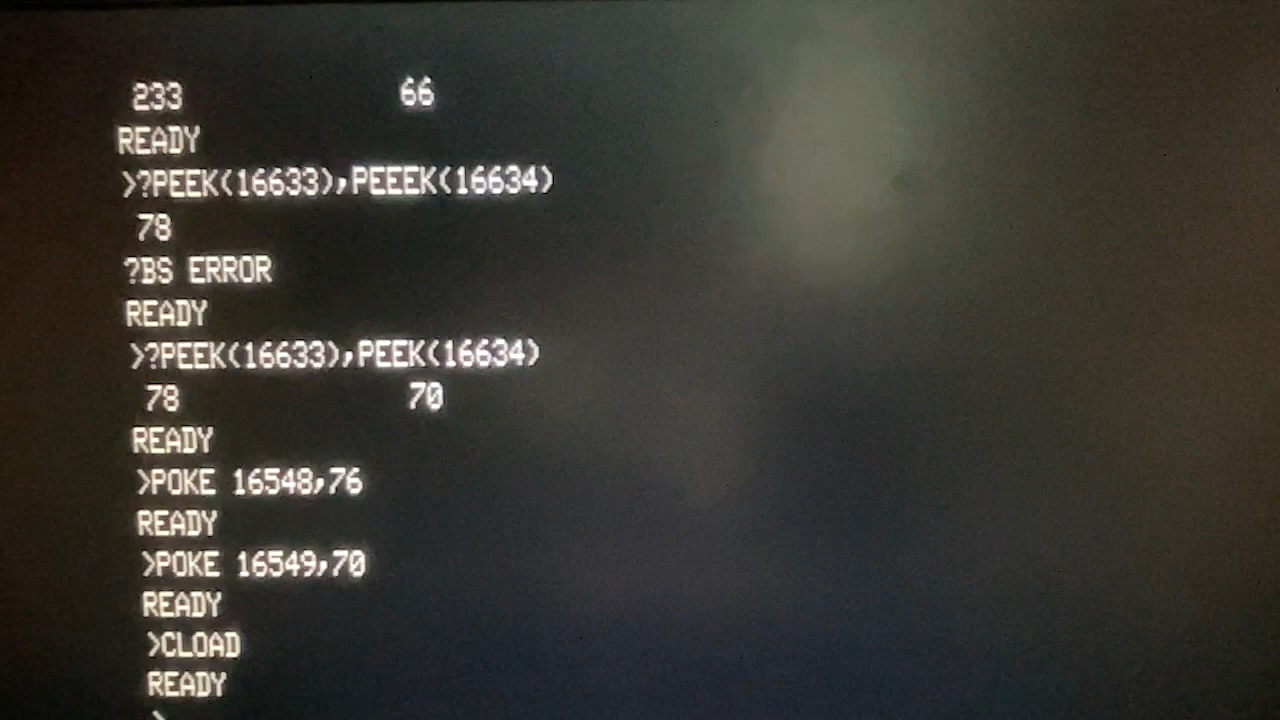 233 66
READY
>?PEEK(16633),PEEEK(16634)
78
?BS ERROR
READY
>?PEEK(16633),PEEK(16634)
78 70
READY
>POKE 16548,76
READY
>POKE 16549,70
READY
>CLOAD
READY
>